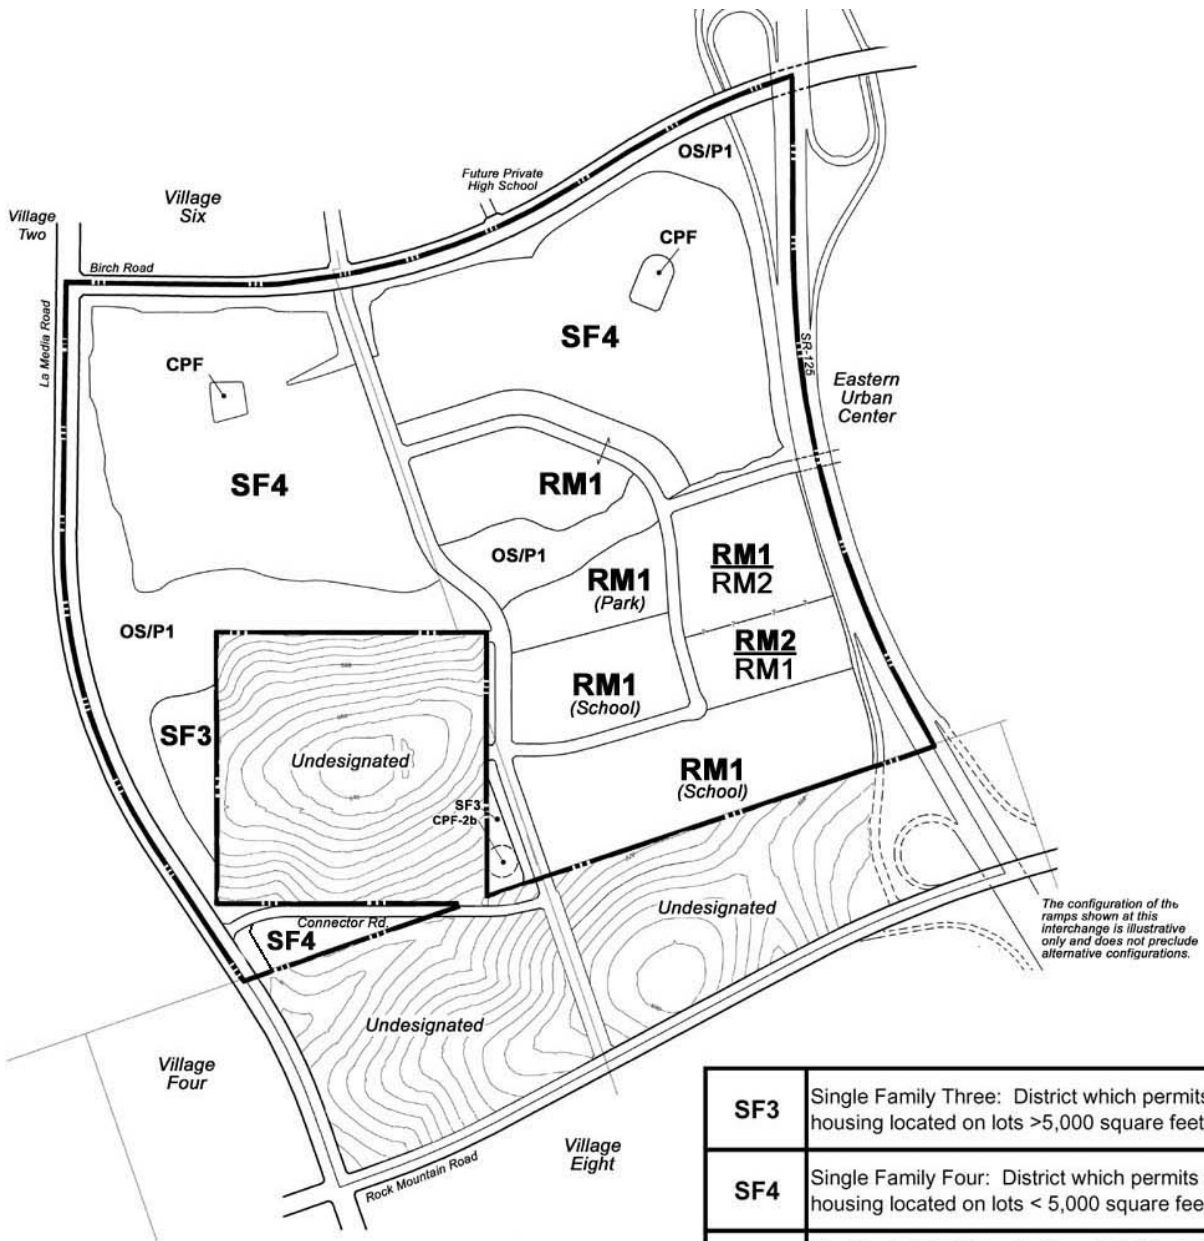 OS/P1
Future Private
High School
Village
Six
Village
Two
CPF
Birch Road
La Media Road
SF4
SR-125
CPF
Eastern
Urban
Center
SF4
RM1
OS/P1
RM1
RM2
RM1
(Park)
OS/P1
RM2
RM1
RM1
(School)
SF3
Undesignated
RM1
(School)
SF3
CPF-2b
Undesignated
The configuration of the
ramps shown at this
interchange is illustrative
only and does not preclude
alternative configurations.
Connector Rd.
SF4
Undesignated
Village
Four
Village
Eight
Rock Mountain Road
SF3
Single Family Three: District which permits
housing located on lots >5,000 square feet
SF4
Single Family Four: District which permits
housing located on lots < 5,000 square fee